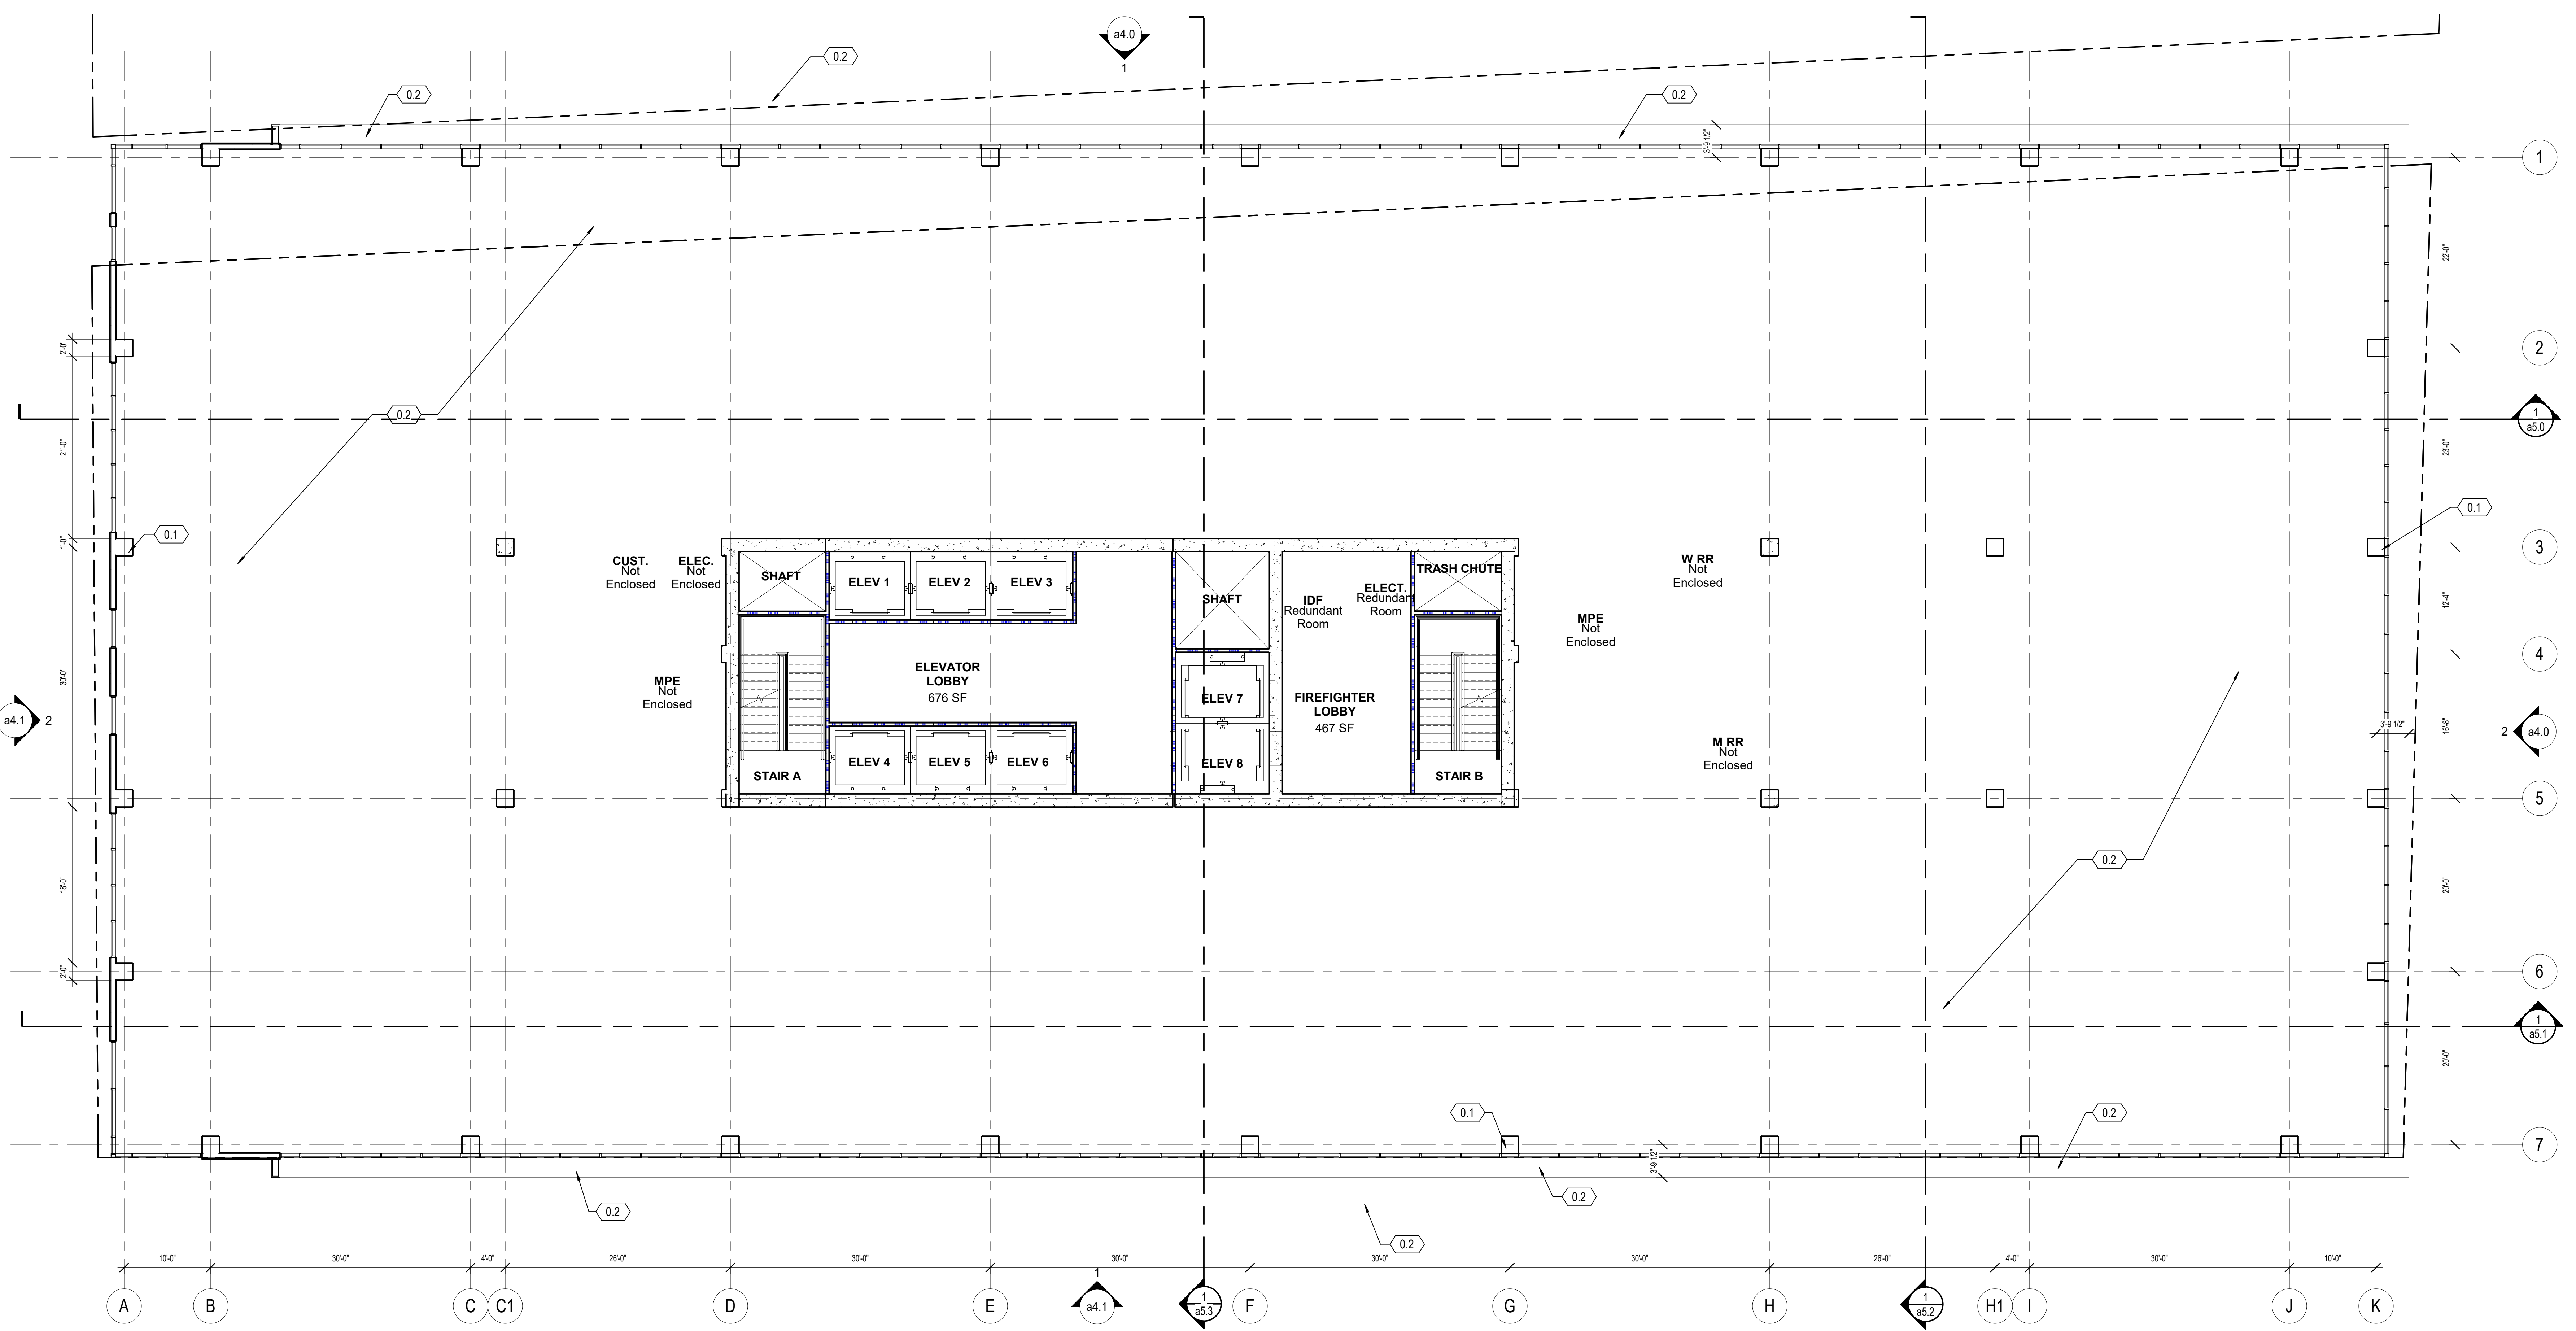 a4.0
1
0.2
0.2
0.2
3'-9 1/2"
1
22'-0"
2'-0"
2
0.2
1
a5.0
21'-0"
23'-0"
0.1
0.1
1'-0"
3
CUST.
Not
Enclosed
ELEC.
Not
Enclosed
SHAFT
ELEV 1
ELEV 2
ELEV 3
SHAFT
IDF
Redundant
Room
ELECT.
Redundant
Room
TRASH CHUTE
W RR
Not
Enclosed
12'-4"
MPE
Not
Enclosed
4
30'-0"
MPE
Not
Enclosed
ELEVATOR
LOBBY
676 SF
ELEV 7
FIREFIGHTER
LOBBY
467 SF
a4.1
2
3'-9 1/2"
16'-8"
2
a4.0
M RR
Not
Enclosed
STAIR A
ELEV 4
ELEV 5
ELEV 6
ELEV 8
STAIR B
5
0.2
18'-0"
20'-0"
2'-0"
6
1
a5.1
20'-0"
0.1
0.2
7
3'-9 1/2"
0.2
0.2
0.2
10'-0"
30'-0"
4'-0"
26'-0"
30'-0"
30'-0"
30'-0"
30'-0"
26'-0"
4'-0"
30'-0"
10'-0"
1
a4.1
1
a5.3
1
a5.2
A
B
C
C1
D
E
F
G
H
H1
I
J
K